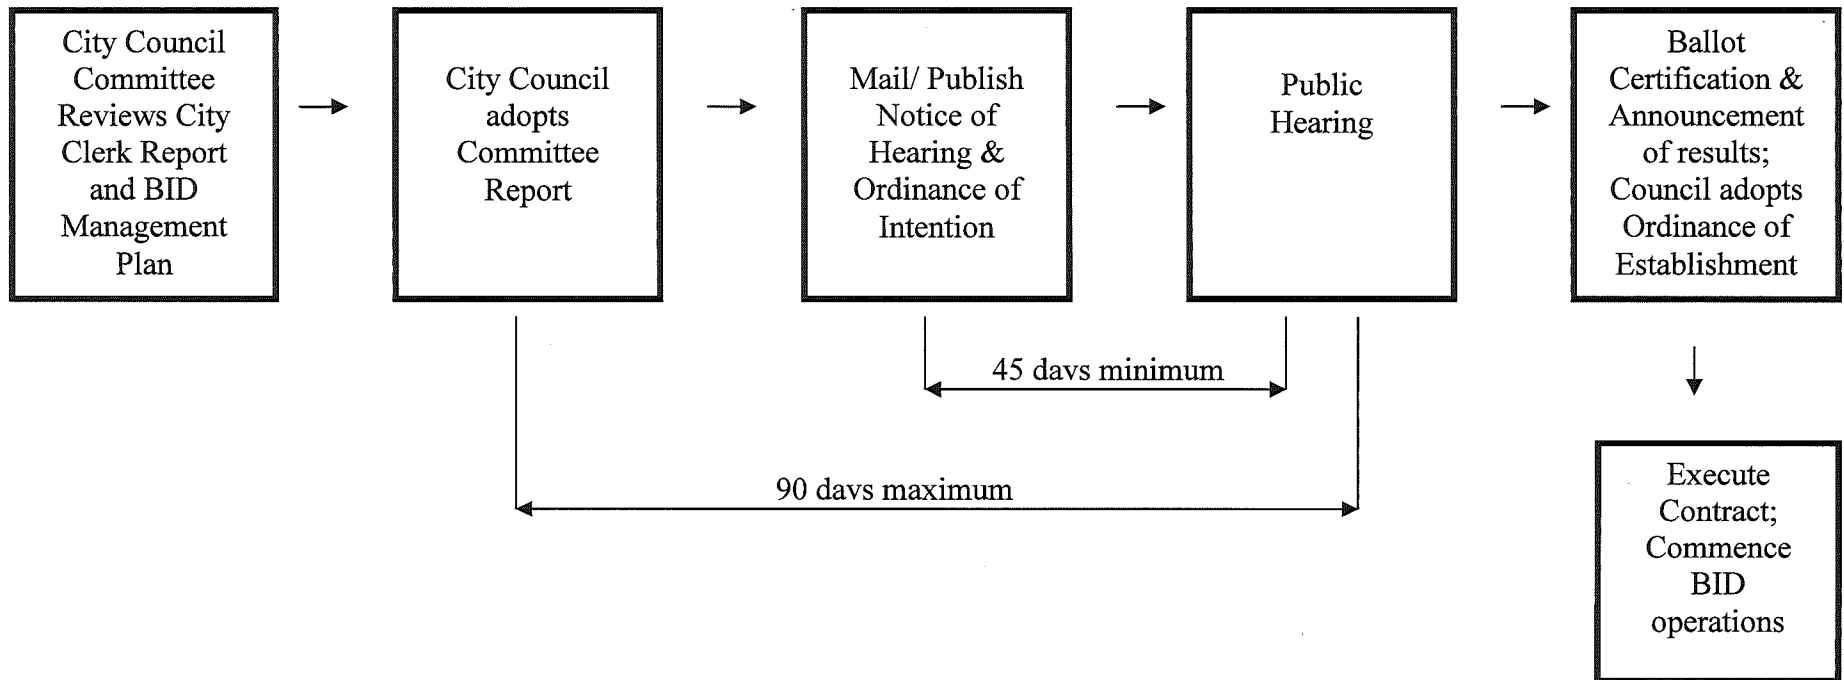 City Council
Committee
Reviews City
Clerk Report
and BID
Management
Plan
City Council
adopts
Committee
Report
Mail/ Publish
Notice of
Hearing &
Ordinance of
Intention
Public
Hearing
Ballot
Certification &
Announcement
of results;
Council adopts
Ordinance of
Establishment
45 days minimum
90 days maximum
Execute
Contract;
Commence
BID
operations